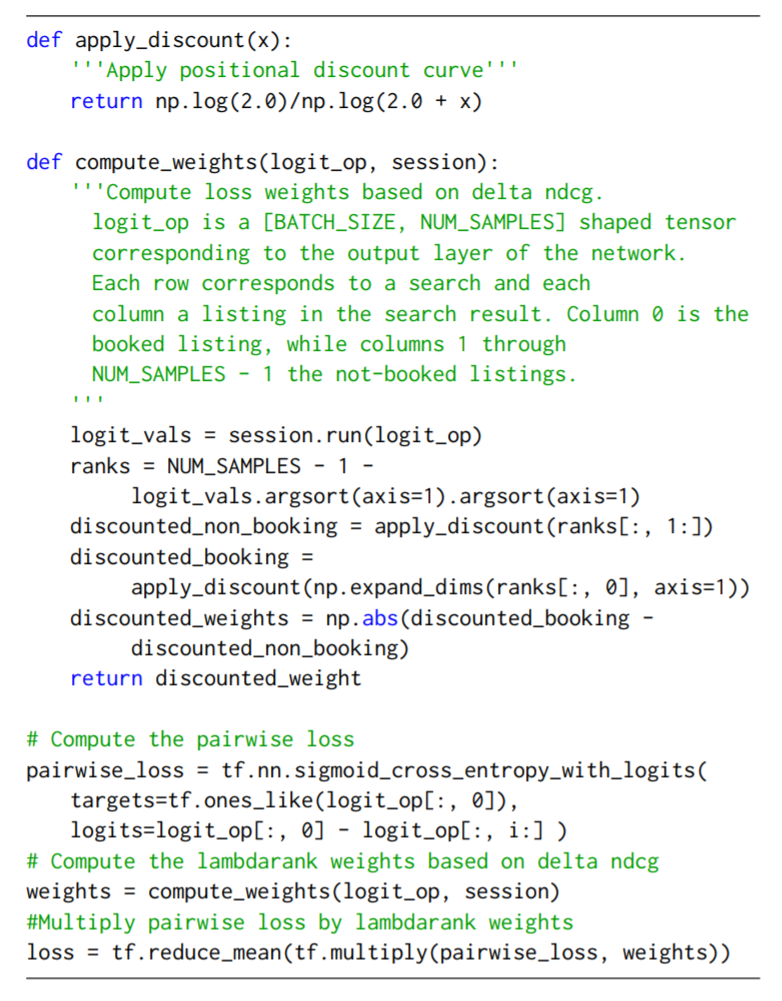 def apply_discount(x):
    '''Apply positional discount curve'''
    return np.log(2.0)/np.log(2.0 + x)

def compute_weights(logit_op, session):
    '''Compute loss weights based on delta ndcg.
      logit_op is a [BATCH_SIZE, NUM_SAMPLES] shaped tensor
      corresponding to the output layer of the network.
      Each row corresponds to a search and each
      column a listing in the search result. Column 0 is the
      booked listing, while columns 1 through
      NUM_SAMPLES - 1 the not-booked listings.
    '''
    logit_vals = session.run(logit_op)
    ranks = NUM_SAMPLES - 1 -
         logit_vals.argsort(axis=1).argsort(axis=1)
    discounted_non_booking = apply_discount(ranks[:, 1:])
    discounted_booking =
         apply_discount(np.expand_dims(ranks[:, 0], axis=1))
    discounted_weights = np.abs(discounted_booking -
         discounted_non_booking)
    return discounted_weight

# Compute the pairwise loss
pairwise_loss = tf.nn.sigmoid_cross_entropy_with_logits(
    targets=tf.ones_like(logit_op[:, 0]),
    logits=logit_op[:, 0] - logit_op[:, i:] )
# Compute the lambdarank weights based on delta ndcg
weights = compute_weights(logit_op, session)
#Multiply pairwise loss by lambdarank weights
loss = tf.reduce_mean(tf.multiply(pairwise_loss, weights))